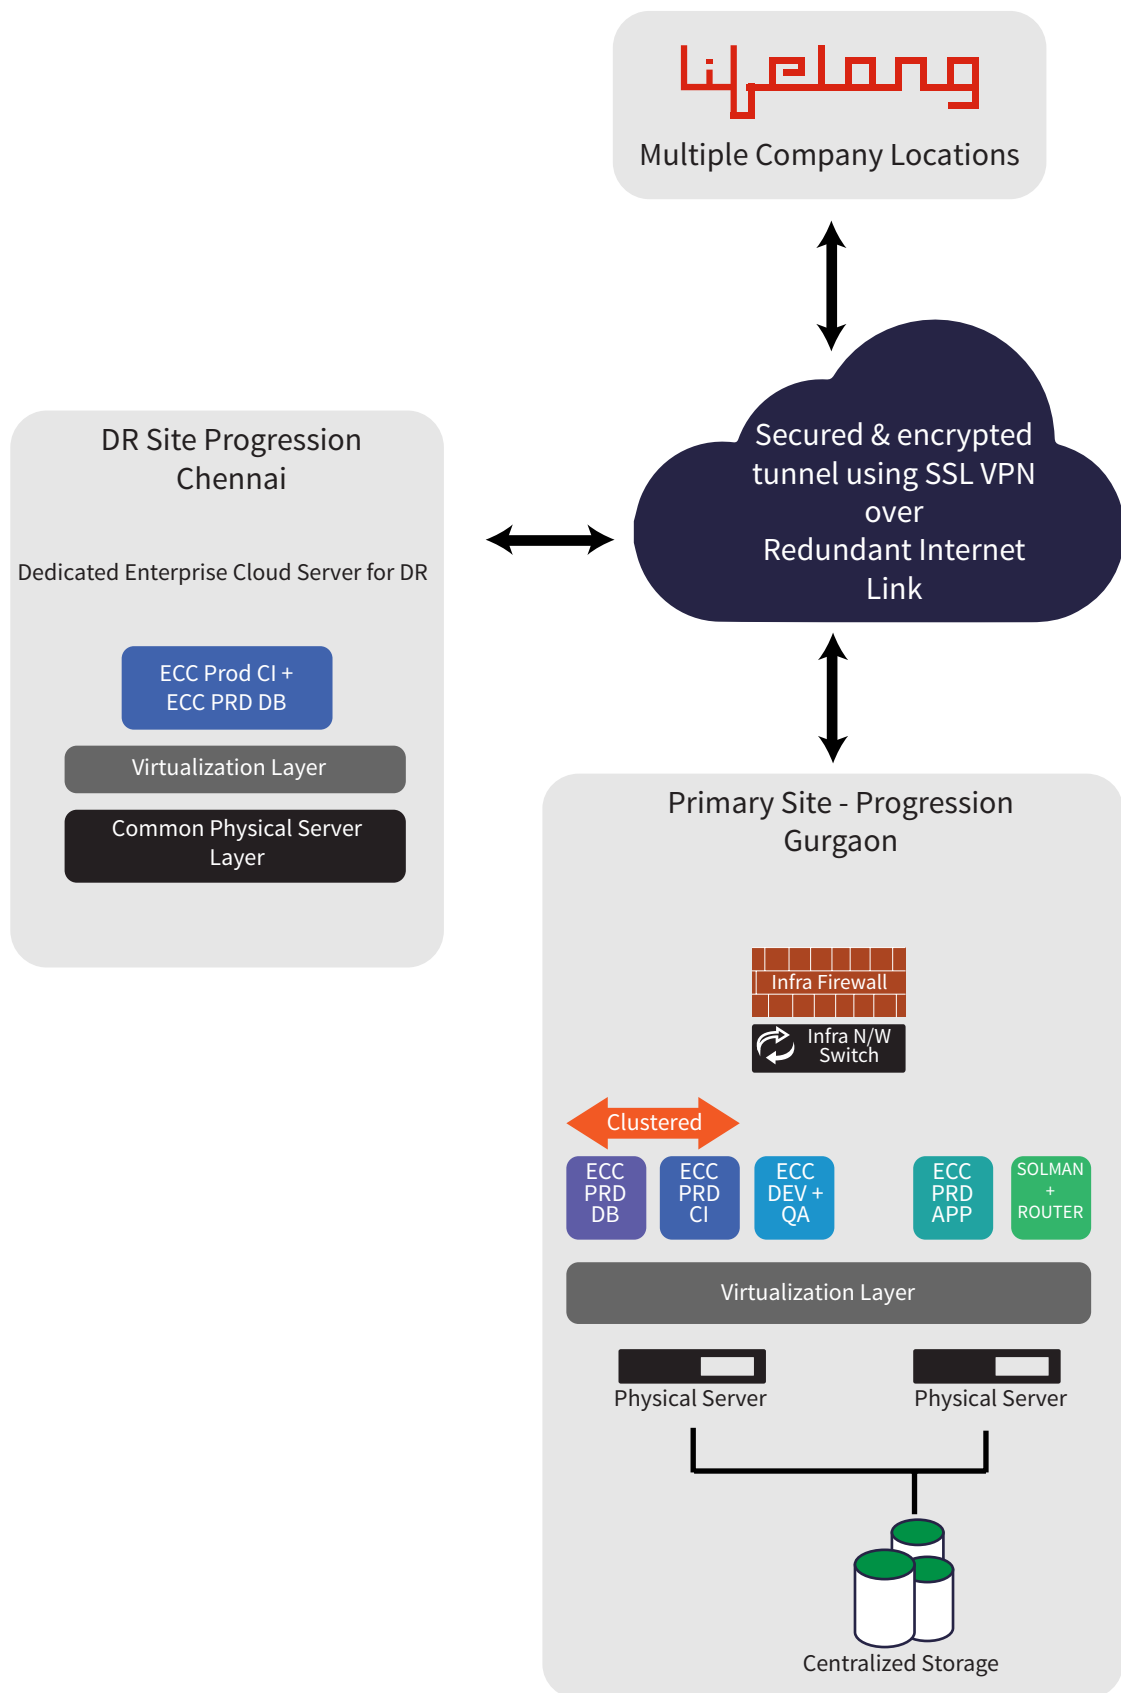 Lifelong
Multiple Company Locations
Secured & encrypted
tunnel using SSL VPN
over
Redundant Internet
Link
DR Site Progression
Chennai
Dedicated Enterprise Cloud Server for DR
ECC Prod CI +
ECC PRD DB
Virtualization Layer
Common Physical Server
Layer
Primary Site - Progression
Gurgaon
Infra Firewall
Infra N/W
Switch
Clustered
ECC
PRD
DB
ECC
PRD
CI
ECC
DEV +
QA
ECC
PRD
APP
SOLMAN
+
ROUTER
Virtualization Layer
Physical Server
Physical Server
Centralized Storage